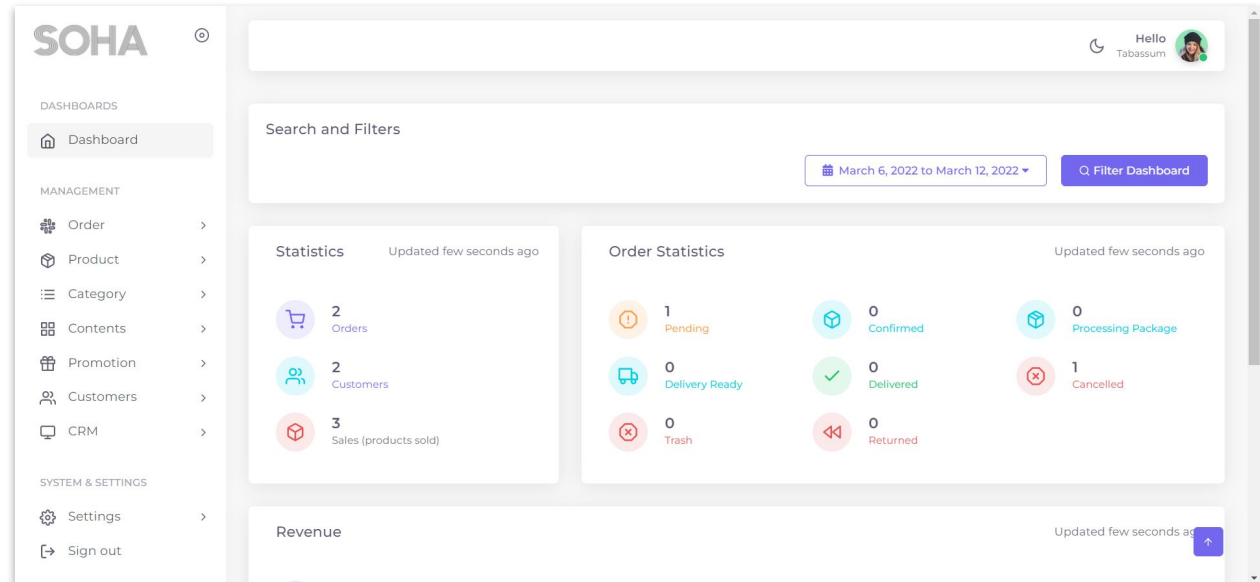 SOHA
DASHBOARDS
Dashboard
MANAGEMENT
Order
Product
Category
Contents
Promotion
Customers
CRM
SYSTEM & SETTINGS
Settings
Sign out
Hello
Tabassum
Search and Filters
March 6, 2022 to March 12, 2022
Filter Dashboard
Statistics
Updated few seconds ago
2
Orders
2
Customers
3
Sales (products sold)
Order Statistics
Updated few seconds ago
1
Pending
0
Confirmed
0
Processing Package
0
Delivery Ready
0
Delivered
1
Cancelled
0
Trash
0
Returned
Revenue
Updated few seconds